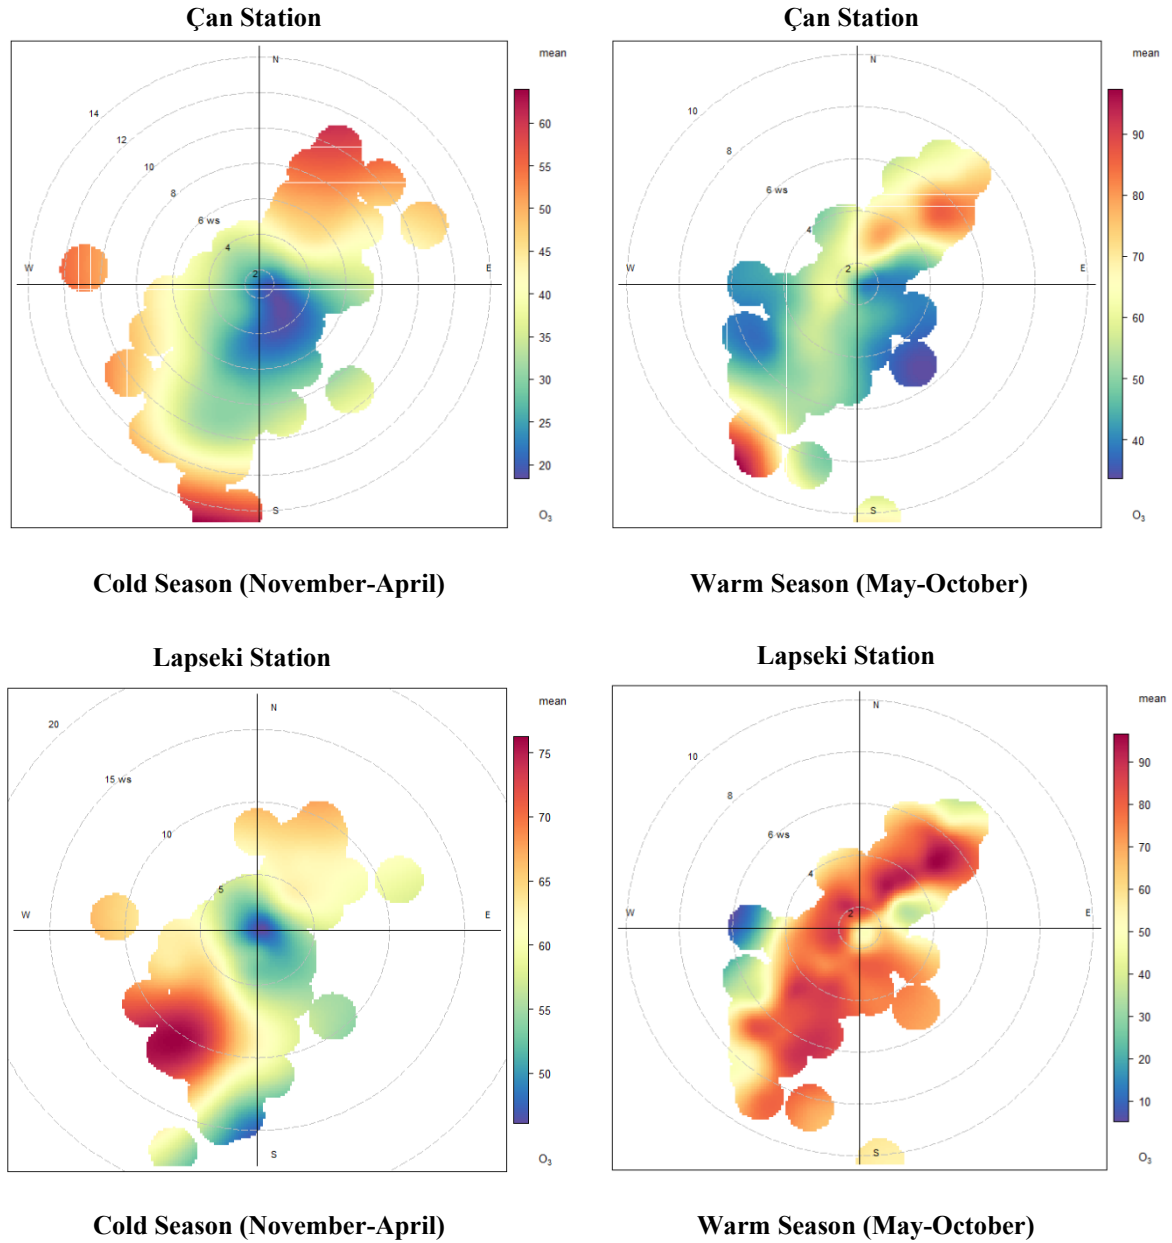 Çan Station
Çan Station
mean
N
14
12
10
8
6 ws
4
2
W
E
S
60
55
50
45
40
35
30
25
20
O3
mean
N
10
8
6 ws
4
2
W
E
S
90
80
70
60
50
40
O3
Cold Season (November-April)
Warm Season (May-October)
Lapseki Station
Lapseki Station
mean
N
20
15 ws
10
5
W
E
S
75
70
65
60
55
50
O3
mean
N
10
8
6 ws
4
2
W
E
S
90
80
70
60
50
40
30
20
10
O3
Cold Season (November-April)
Warm Season (May-October)